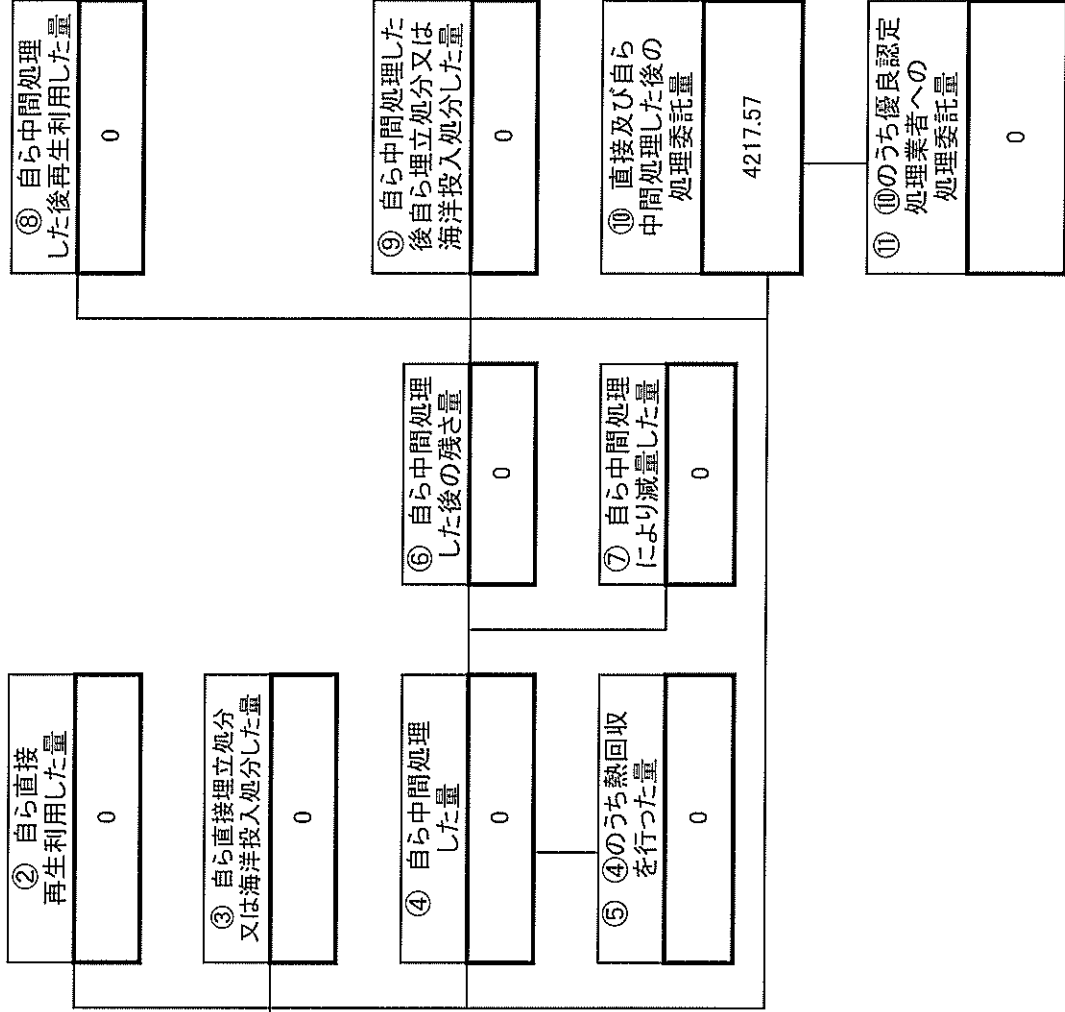 ② 自ら直接
再生利用した量
0
③ 自ら直接埋立処分
又は海洋投入処分した量
0
④ 自ら中間処理
した量
0
⑤ ④のうち熱回収
を行った量
0
⑥ 自ら中間処理
した後の残さ量
0
⑦ 自ら中間処理
により減量した量
0
⑧ 自ら中間処理
した後再生利用した量
0
⑨ 自ら中間処理した
後自ら埋立処分又は
海洋投入処分した量
0
⑩ 直接及び自ら
中間処理した後の
処理委託量
4217.57
⑪ ⑩のうち優良認定
処理業者への
処理委託量
0